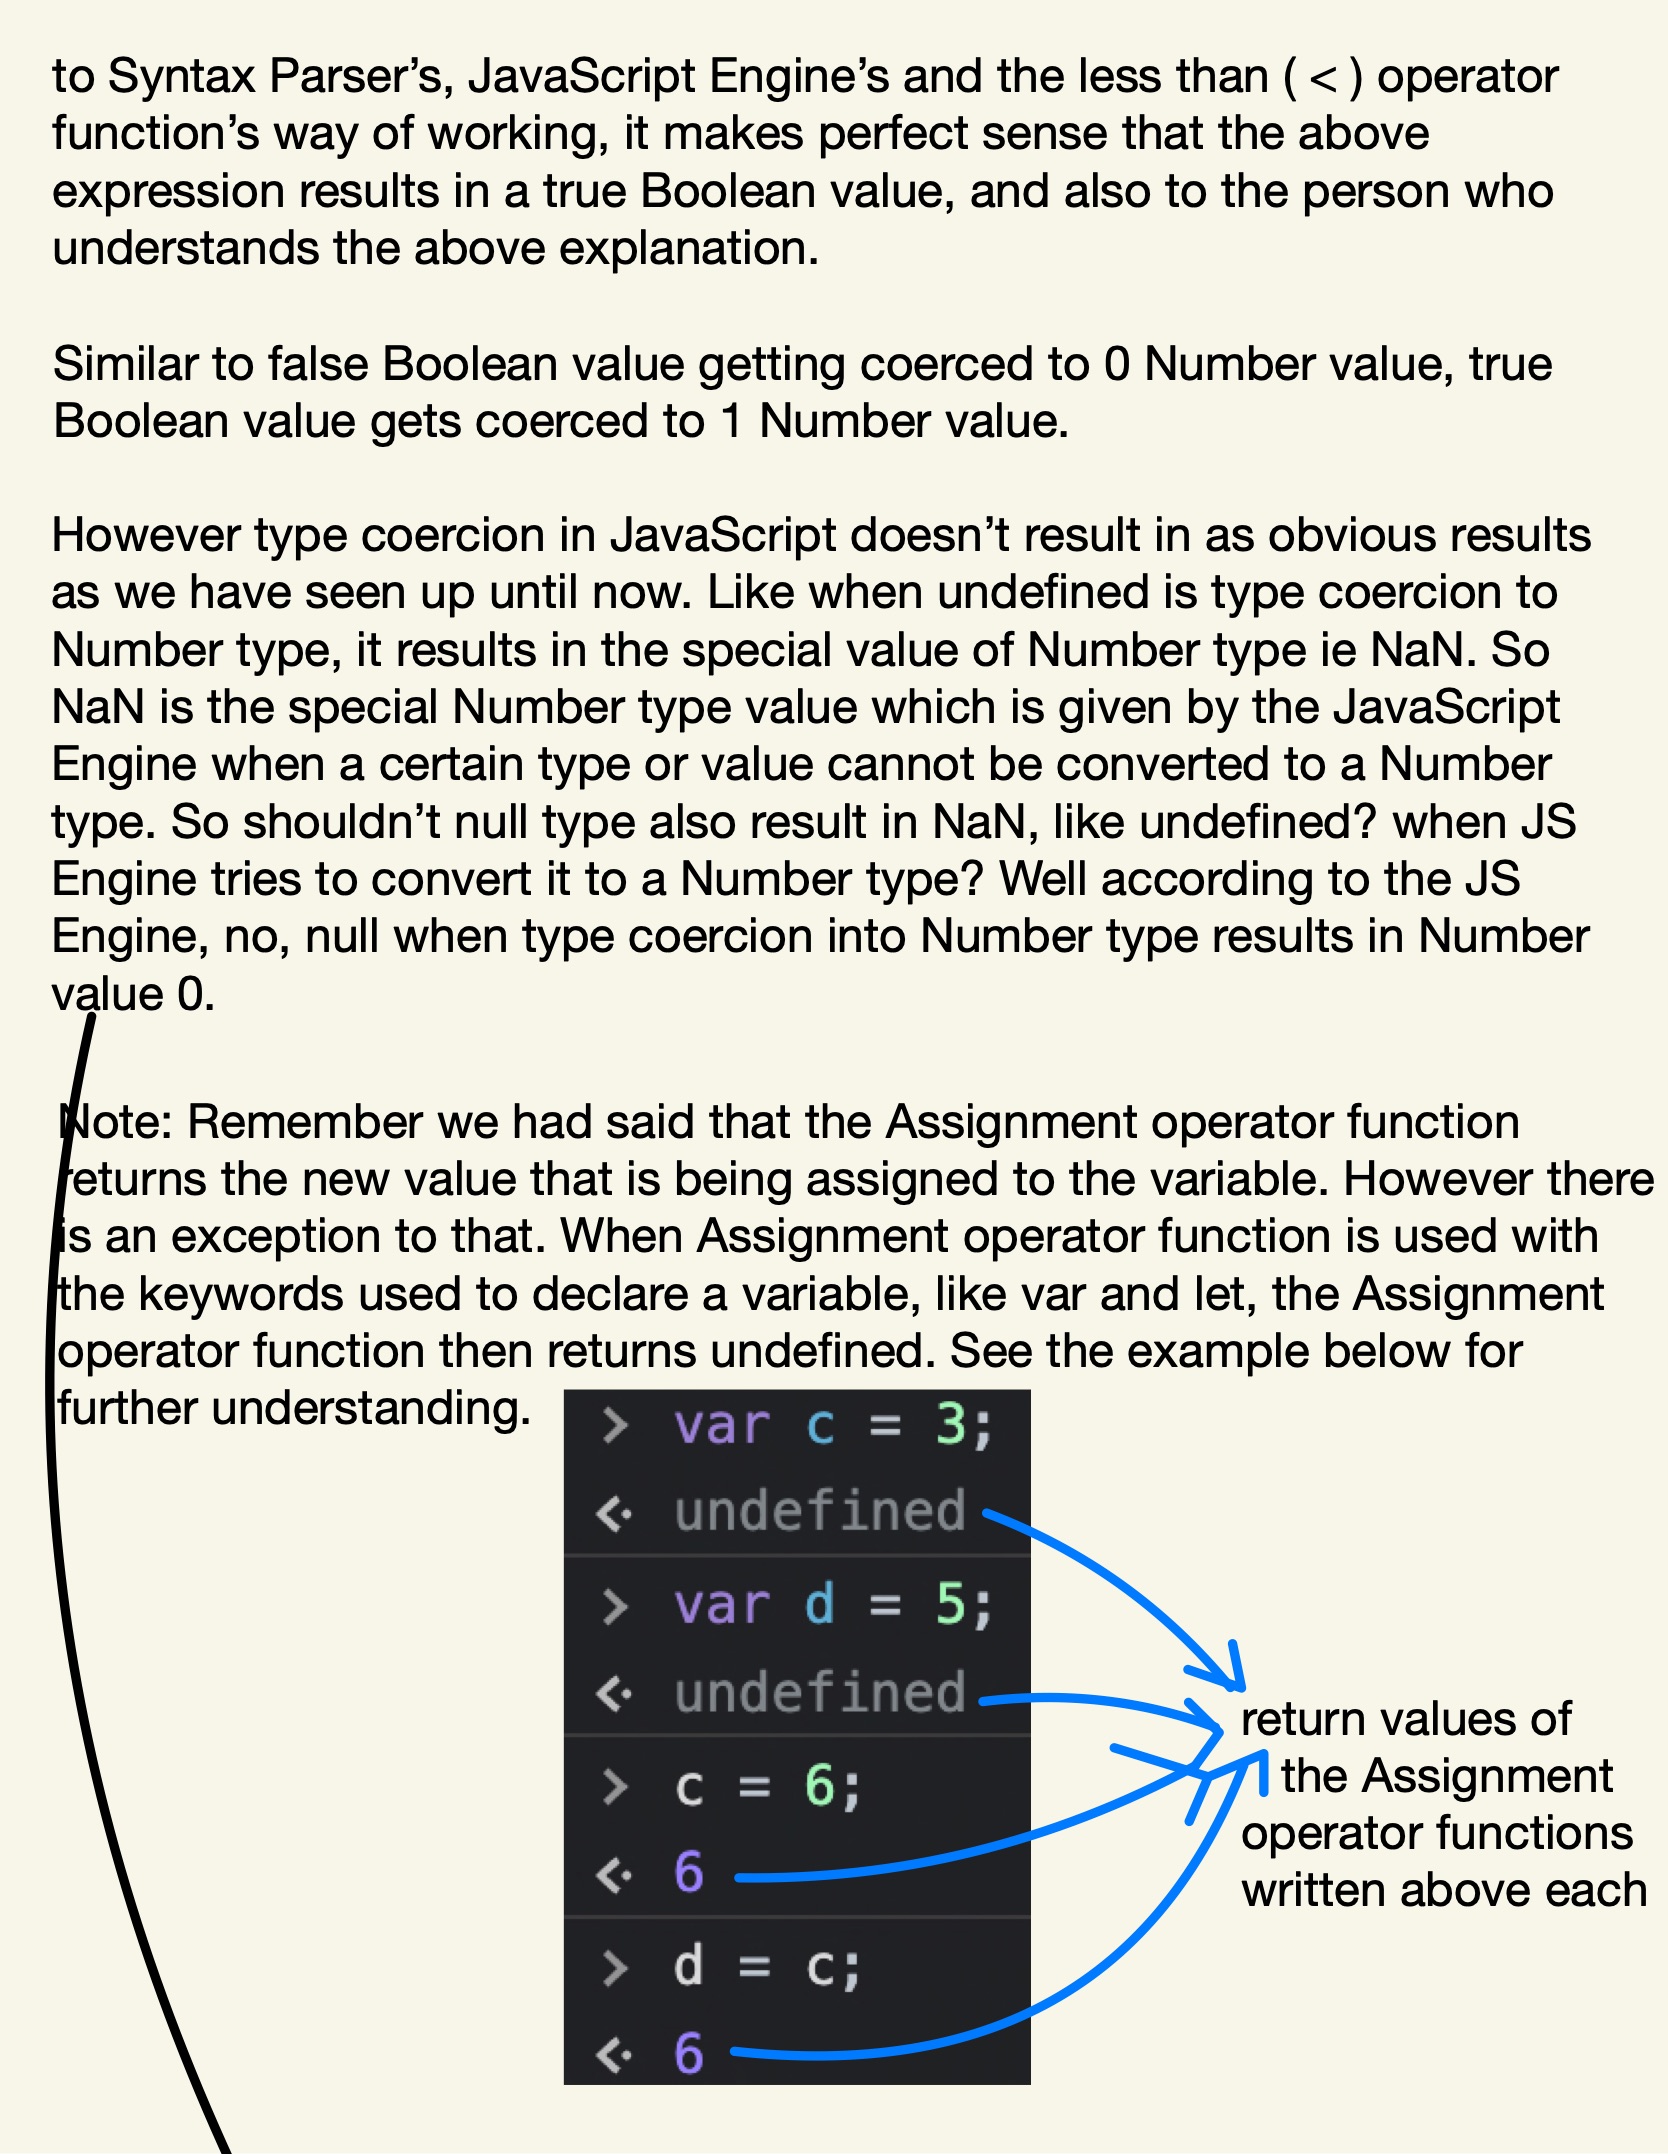 to Syntax Parser’s, JavaScript Engine’s and the less than ( < ) operator
function’s way of working, it makes perfect sense that the above
expression results in a true Boolean value, and also to the person who
understands the above explanation.
Similar to false Boolean value getting coerced to 0 Number value, true
Boolean value gets coerced to 1 Number value.
However type coercion in JavaScript doesn’t result in as obvious results
as we have seen up until now. Like when undefined is type coercion to
Number type, it results in the special value of Number type ie NaN. So
NaN is the special Number type value which is given by the JavaScript
Engine when a certain type or value cannot be converted to a Number
type. So shouldn’t null type also result in NaN, like undefined? when JS
Engine tries to convert it to a Number type? Well according to the JS
Engine, no, null when type coercion into Number type results in Number
value 0.
Note: Remember we had said that the Assignment operator function
returns the new value that is being assigned to the variable. However there
is an exception to that. When Assignment operator function is used with
the keywords used to declare a variable, like var and let, the Assignment
operator function then returns undefined. See the example below for
further understanding.
> var c = 3;
<· undefined
> var d = 5;
<· undefined
> c = 6;
<· 6
> d = c;
<· 6
return values of
the Assignment
operator functions
written above each